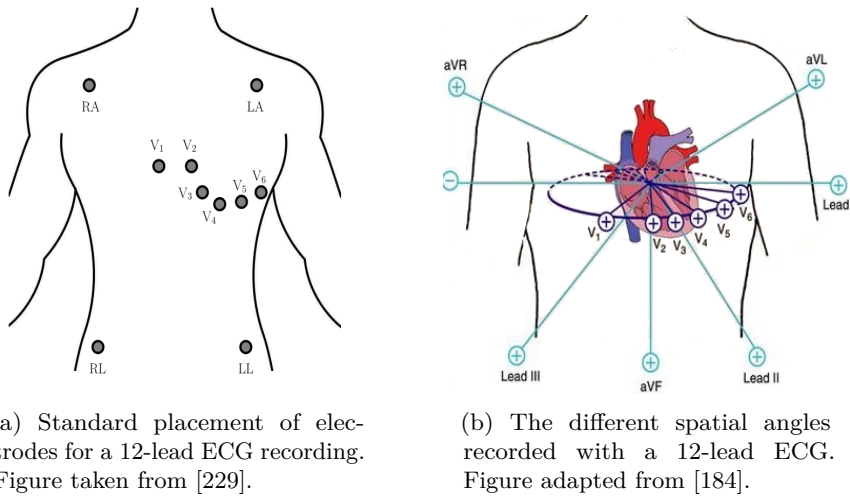 RA
LA
V1
V2
V3
V4
V5
V6
RL
LL
aVR
aVL
Lead
V1
V2
V3
V4
V5
V6
Lead III
aVF
Lead II
a) Standard placement of elec-
trodes for a 12-lead ECG recording.
Figure taken from [229].
(b) The different spatial angles
recorded with a 12-lead ECG.
Figure adapted from [184].